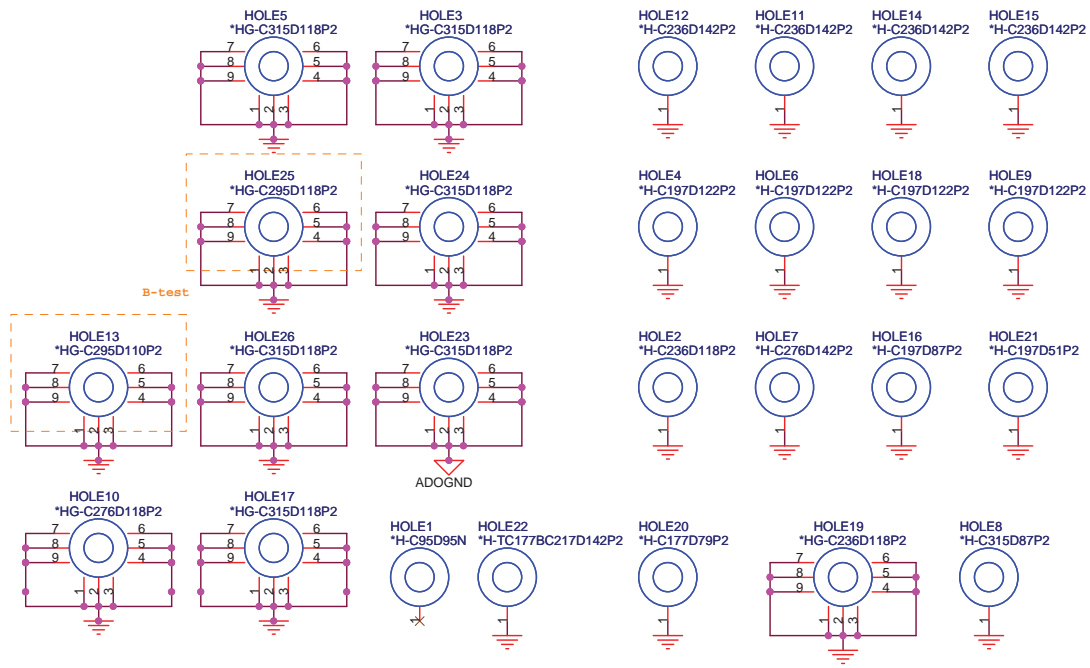 HOLE5
*HG-C315D118P2
7
8
9
6
5
4
1
2
3
HOLE3
*HG-C315D118P2
7
8
9
6
5
4
1
2
3
HOLE12
*H-C236D142P2
1
HOLE11
*H-C236D142P2
1
HOLE14
*H-C236D142P2
1
HOLE15
*H-C236D142P2
1
HOLE25
*HG-C295D118P2
7
8
9
6
5
4
1
2
3
HOLE24
*HG-C315D118P2
7
8
9
6
5
4
1
2
3
HOLE4
*H-C197D122P2
1
HOLE6
*H-C197D122P2
1
HOLE18
*H-C197D122P2
1
HOLE9
*H-C197D122P2
1
B-test
HOLE13
*HG-C295D110P2
7
8
9
6
5
4
1
2
3
HOLE26
*HG-C315D118P2
7
8
9
6
5
4
1
2
3
HOLE23
*HG-C315D118P2
7
8
9
6
5
4
1
2
3
ADOGND
HOLE2
*H-C236D118P2
1
HOLE7
*H-C276D142P2
1
HOLE16
*H-C197D87P2
1
HOLE21
*H-C197D51P2
1
HOLE10
*HG-C276D118P2
7
8
9
6
5
4
1
2
3
HOLE17
*HG-C315D118P2
7
8
9
6
5
4
1
2
3
HOLE1
*H-C95D95N
1
HOLE22
*H-TC177BC217D142P2
1
HOLE20
*H-C177D79P2
1
HOLE19
*HG-C236D118P2
7
8
9
6
5
4
1
2
3
HOLE8
*H-C315D87P2
1